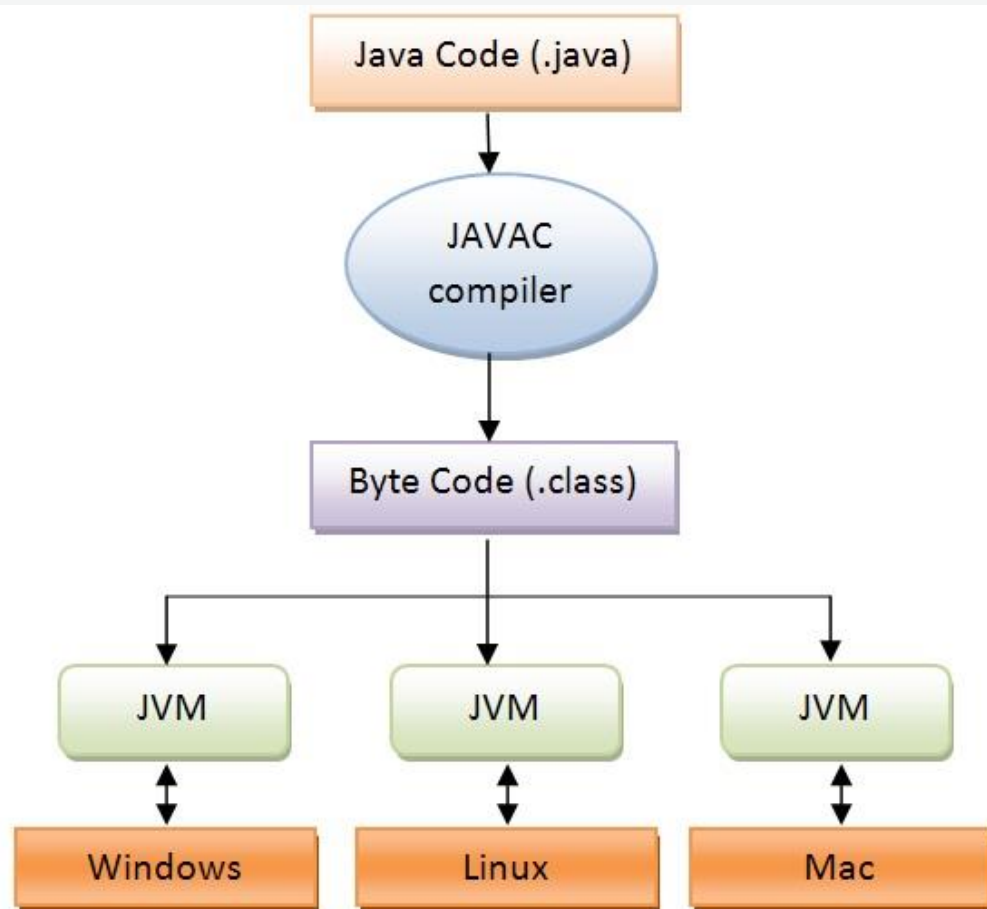 Java Code (.java)
JAVAC
compiler
Byte Code (.class)
JVM
JVM
JVM
Windows
Linux
Mac